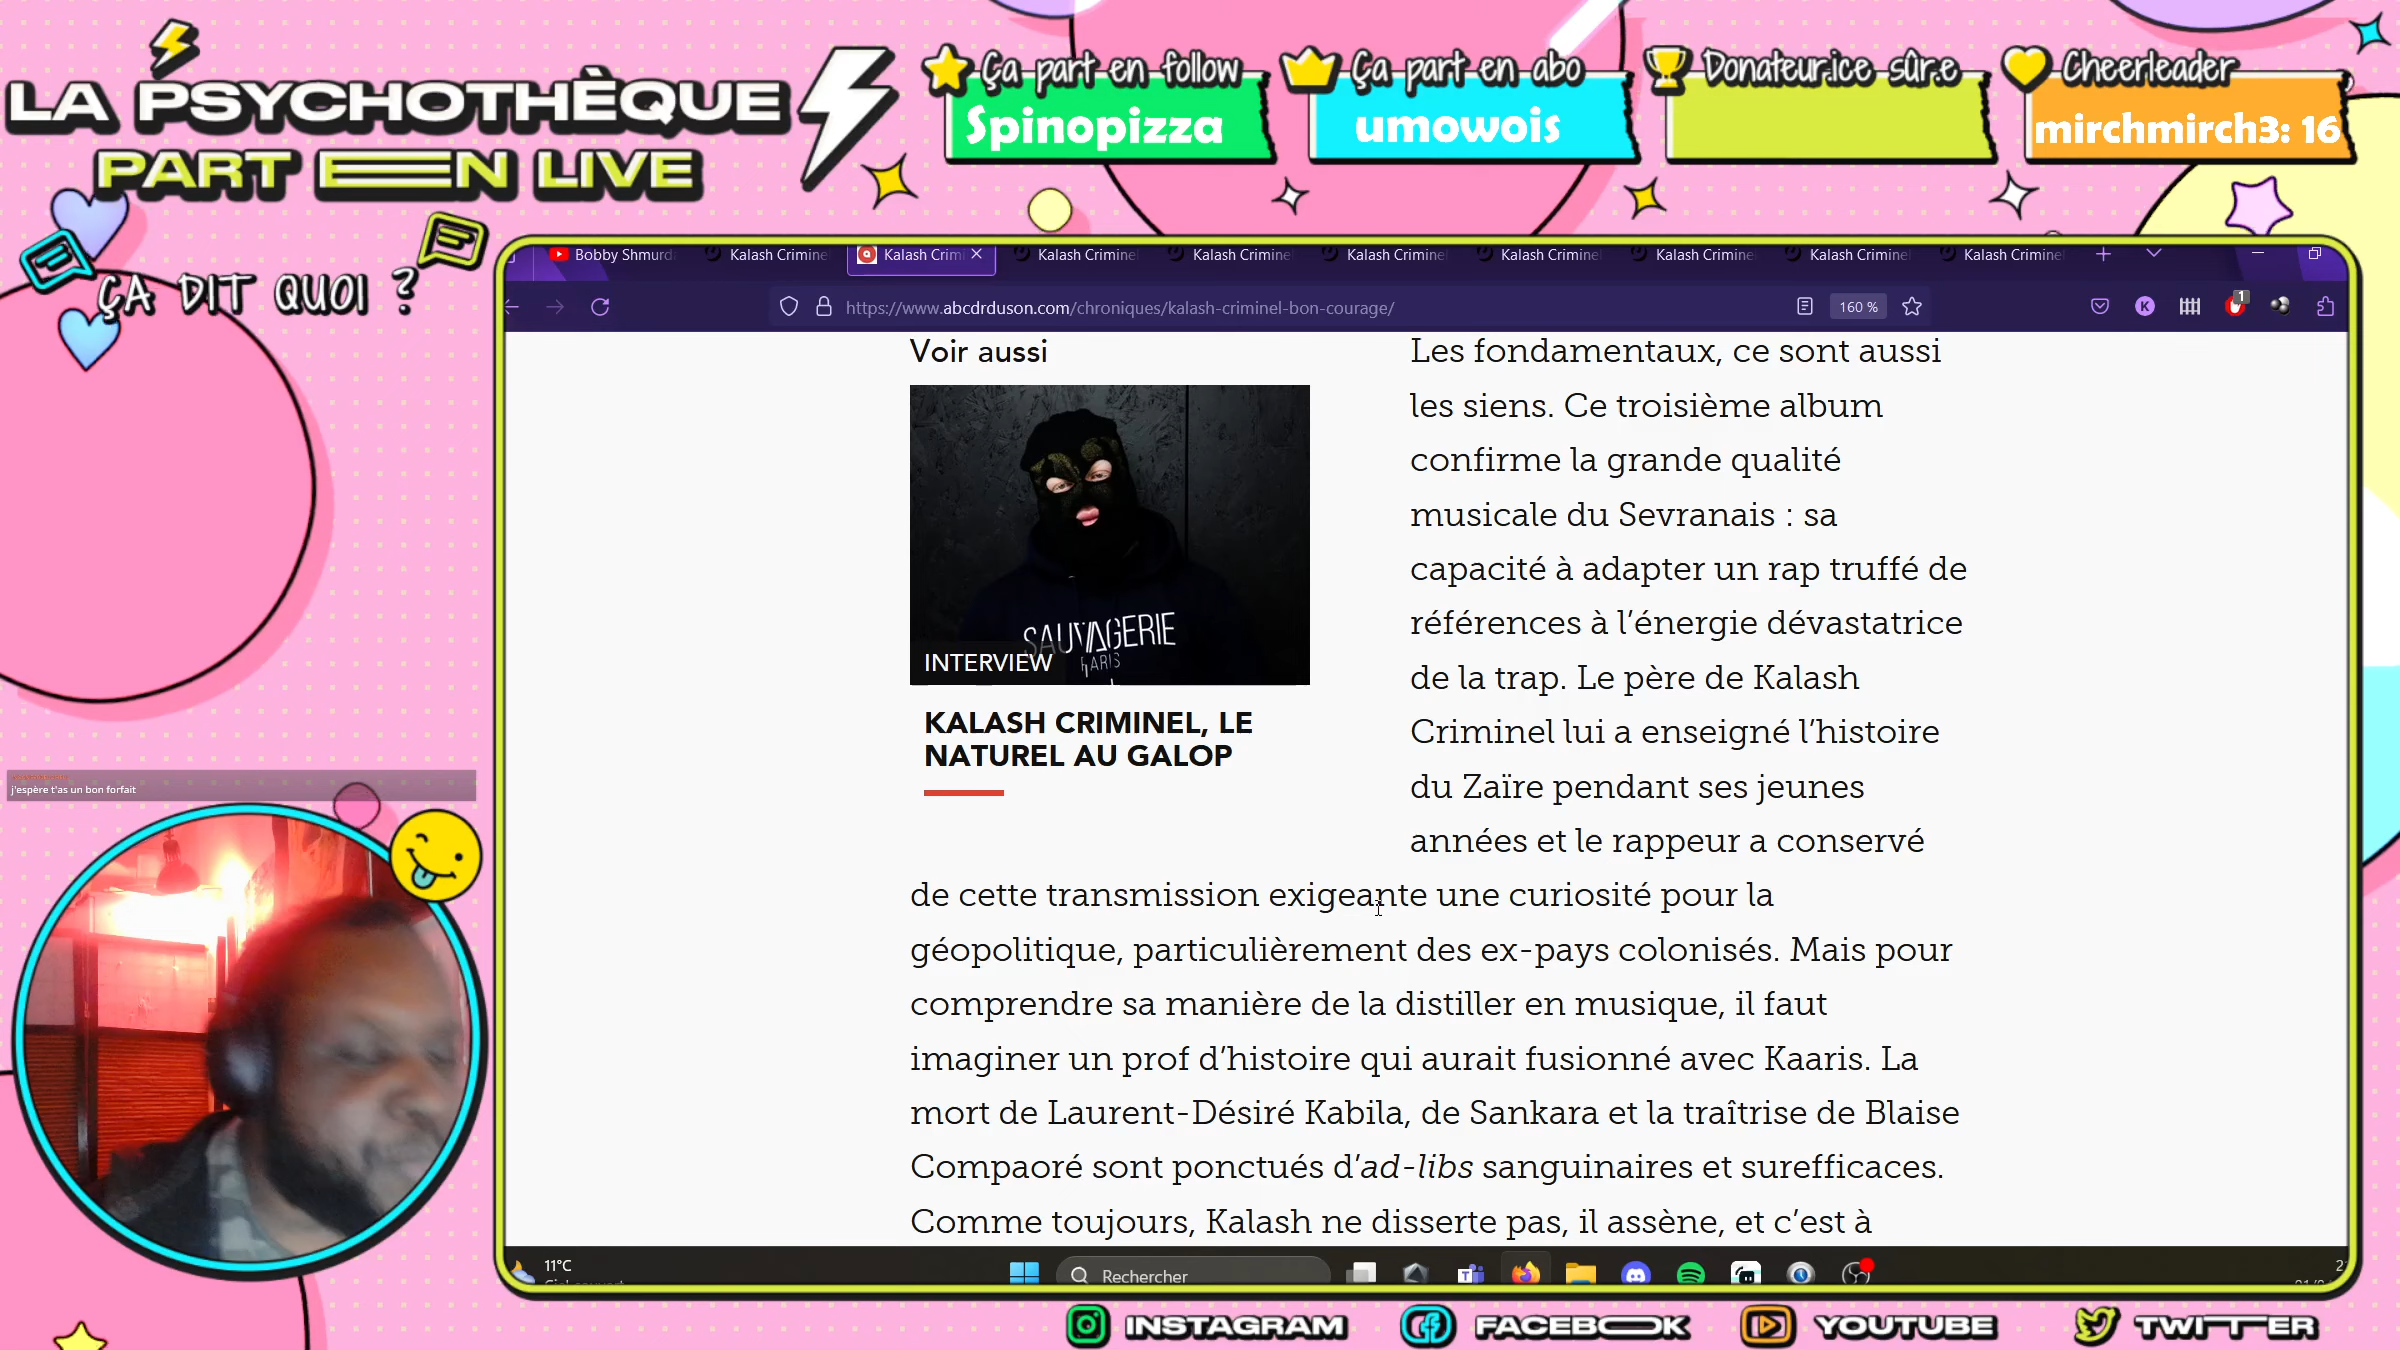 LA PSYCHOTHÈQUE
PART EN LIVE
Ça part en follow
Spinopizza
Ça part en abo
umowois
Donateur.ice sûr.e
Cheerleader
mirchmirch3: 16
ÇA DIT QUOI ?
Bobby Shmurd
Kalash Crimine
Kalash Crimi
Kalash Crimine
Kalash Crimine
Kalash Crimine
Kalash Crimine
Kalash Crimine
Kalash Crimine
Kalash Crimine
https://www.abcdrduson.com/chroniques/kalash-criminel-bon-courage/
160 %
K
1
Voir aussi
SAUVAGERIE
PARIS
INTERVIEW
KALASH CRIMINEL, LE
NATUREL AU GALOP
Les fondamentaux, ce sont aussi
les siens. Ce troisième album
confirme la grande qualité
musicale du Sevranais : sa
capacité à adapter un rap truffé de
références à l’énergie dévastatrice
de la trap. Le père de Kalash
Criminel lui a enseigné l’histoire
du Zaïre pendant ses jeunes
années et le rappeur a conservé
de cette transmission exigeante une curiosité pour la
géopolitique, particulièrement des ex-pays colonisés. Mais pour
comprendre sa manière de la distiller en musique, il faut
imaginer un prof d’histoire qui aurait fusionné avec Kaaris. La
mort de Laurent-Désiré Kabila, de Sankara et la traîtrise de Blaise
Compaoré sont ponctués d’ad-libs sanguinaires et surefficaces.
Comme toujours, Kalash ne disserte pas, il assène, et c’est à
j'espère t'as un bon forfait
11°C
Ciel couvert
Rechercher
INSTAGRAM
FACEBOOK
YOUTUBE
TWITTER